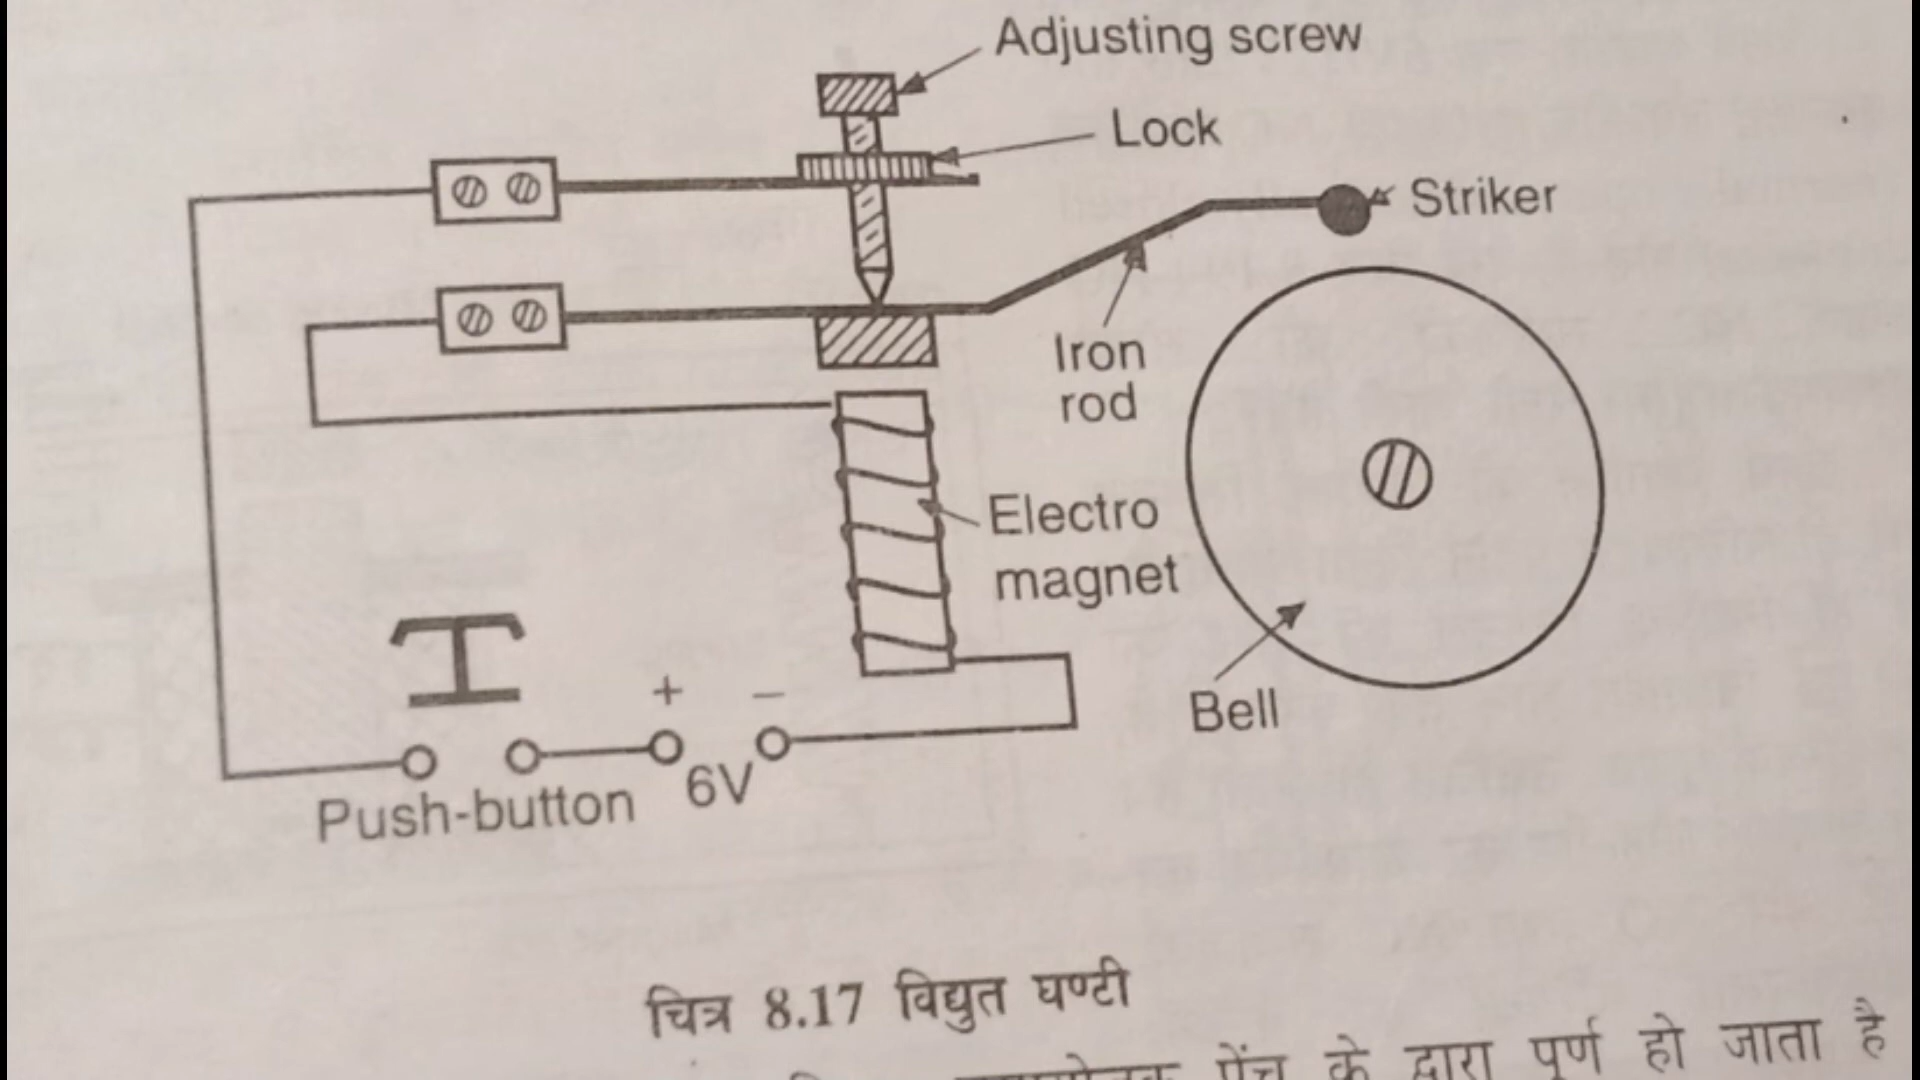 Adjusting screw
Lock
Striker
Iron
rod
Electro
magnet
Bell
+ −
6V
Push-button
चित्र 8.17 विद्युत घण्टी
पेंच के द्वारा पूर्ण हो जाता है